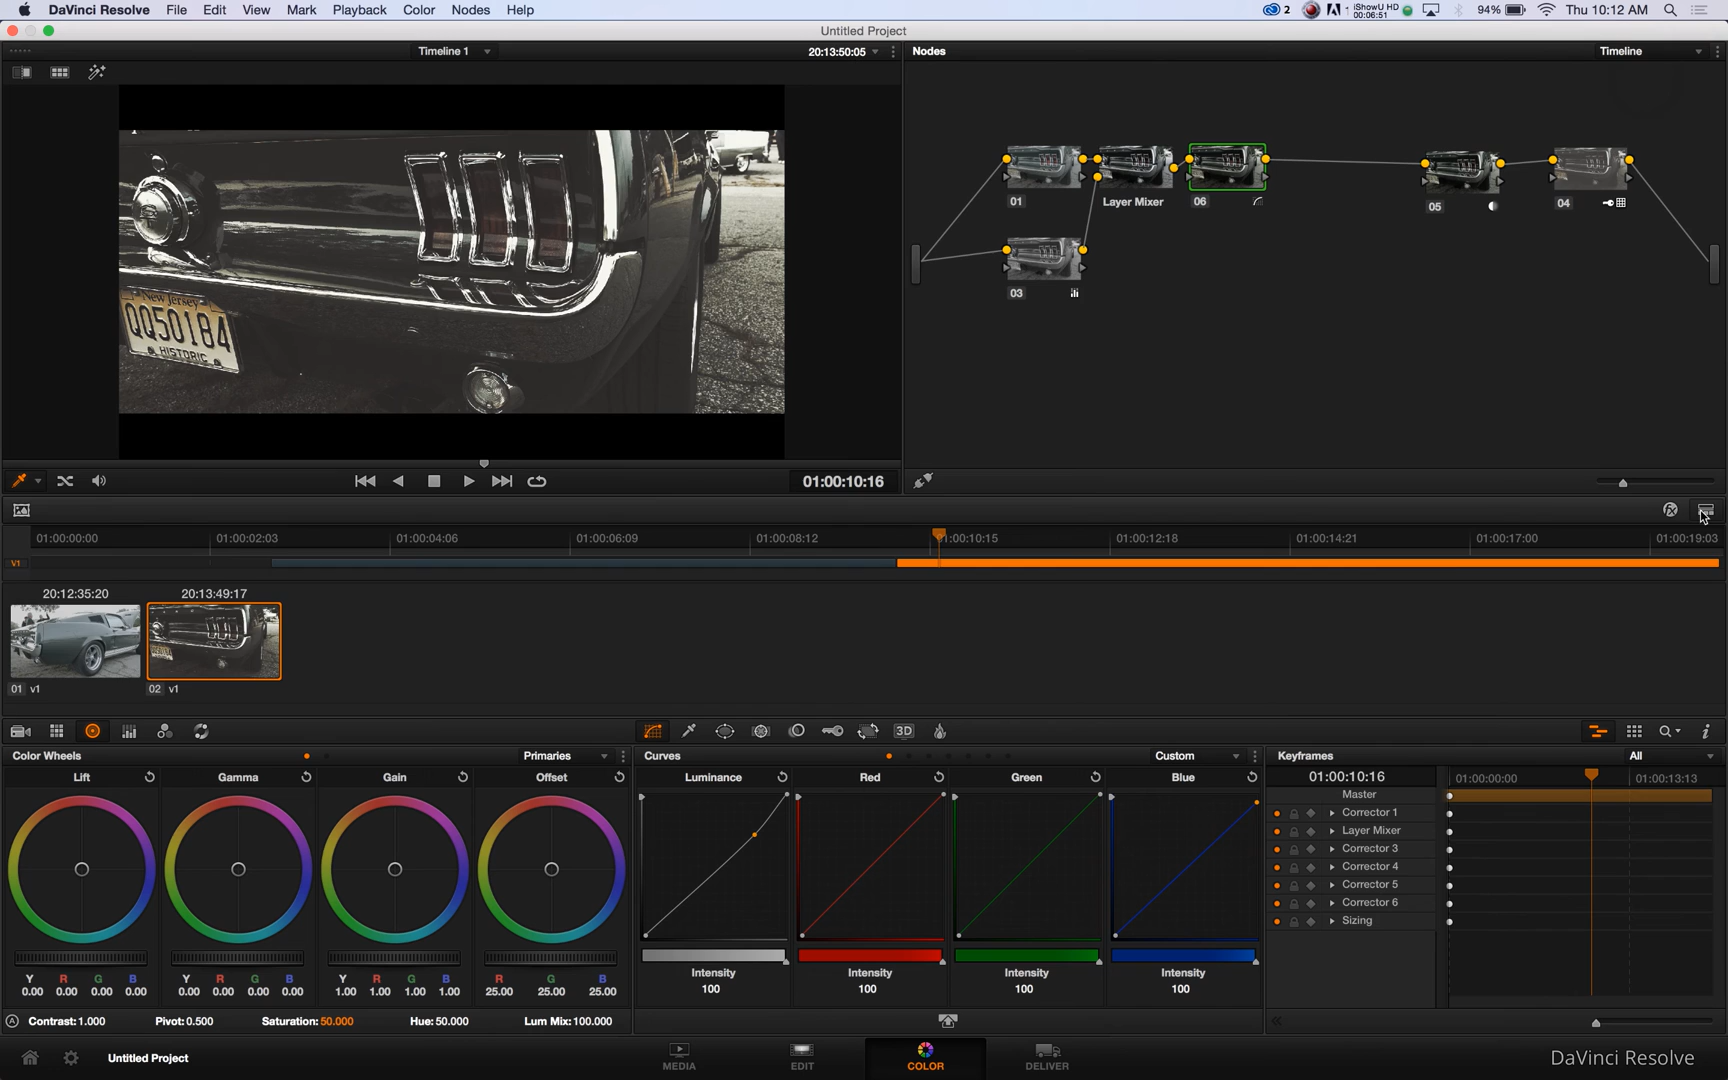 DaVinci Resolve File Edit View Mark Playback Color Nodes Help
2 1 iShowU HD 00:06:51 94% Thu 10:12 AM
Untitled Project
Timeline 1 20:13:50:05 Nodes Timeline
New Jersey
QQ50184
HISTORIC
01 Layer Mixer 06 05 04
03
01:00:10:16
01:00:00:00 01:00:02:03 01:00:04:06 01:00:06:09 01:00:08:12 01:00:10:15 01:00:12:18 01:00:14:21 01:00:17:00 01:00:19:03
V1
20:12:35:20 20:13:49:17
01 v1 02 v1
3D
Color Wheels Primaries Curves Custom Keyframes All
Lift Gamma Gain Offset Luminance Red Green Blue 01:00:10:16 01:00:00:00 01:00:13:13
Master
Corrector 1
Layer Mixer
Corrector 3
Corrector 4
Corrector 5
Corrector 6
Sizing
Y R G B Y R G B Y R G B R G B
0.00 0.00 0.00 0.00 0.00 0.00 0.00 0.00 1.00 1.00 1.00 1.00 25.00 25.00 25.00
Intensity Intensity Intensity Intensity
100 100 100 100
A Contrast: 1.000 Pivot: 0.500 Saturation: 50.000 Hue: 50.000 Lum Mix: 100.000
Untitled Project MEDIA EDIT COLOR DELIVER DaVinci Resolve